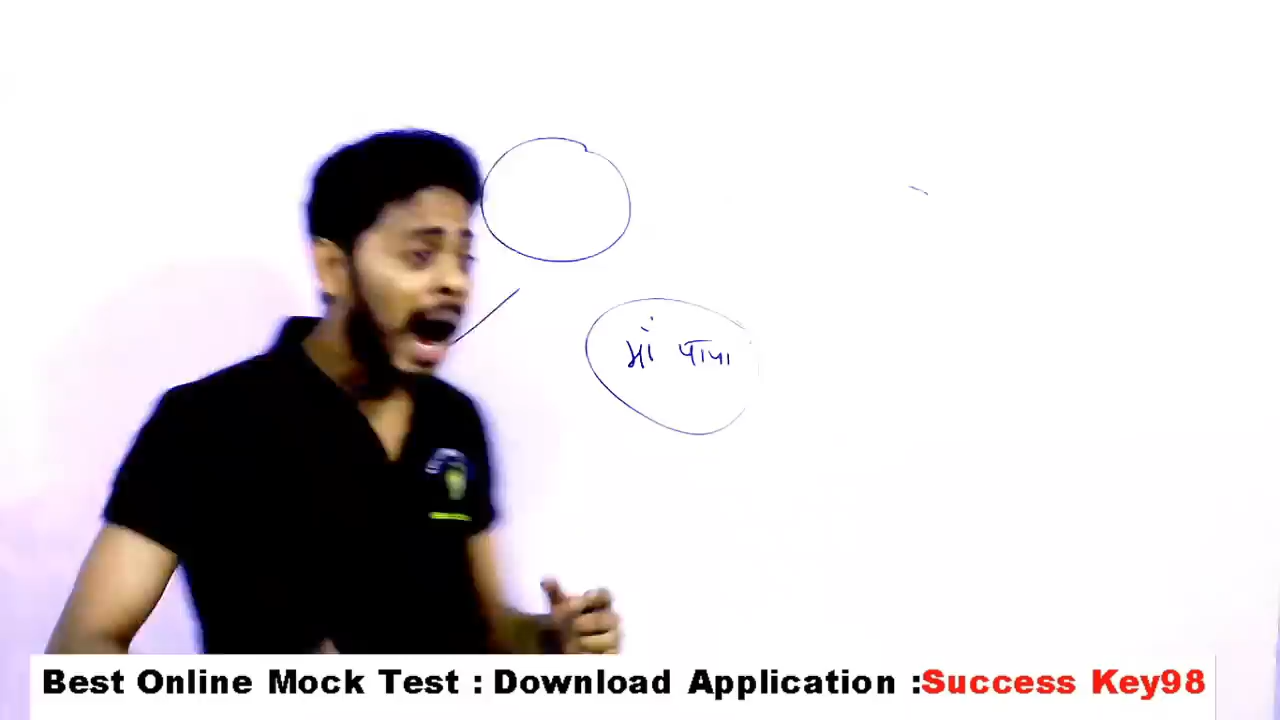 माँ पापा
Best Online Mock Test : Download Application :Success Key98